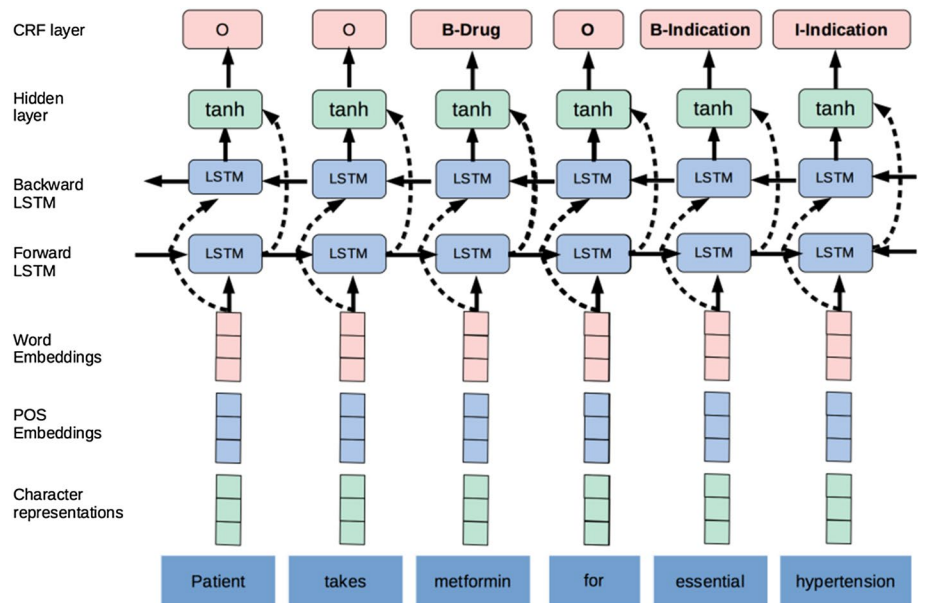 CRF layer
O O B-Drug O B-Indication I-Indication
Hidden
layer
tanh tanh tanh tanh tanh tanh
Backward
LSTM
LSTM LSTM LSTM LSTM LSTM LSTM
Forward
LSTM
LSTM LSTM LSTM LSTM LSTM LSTM
Word
Embeddings
POS
Embeddings
Character
representations
Patient takes metformin for essential hypertension